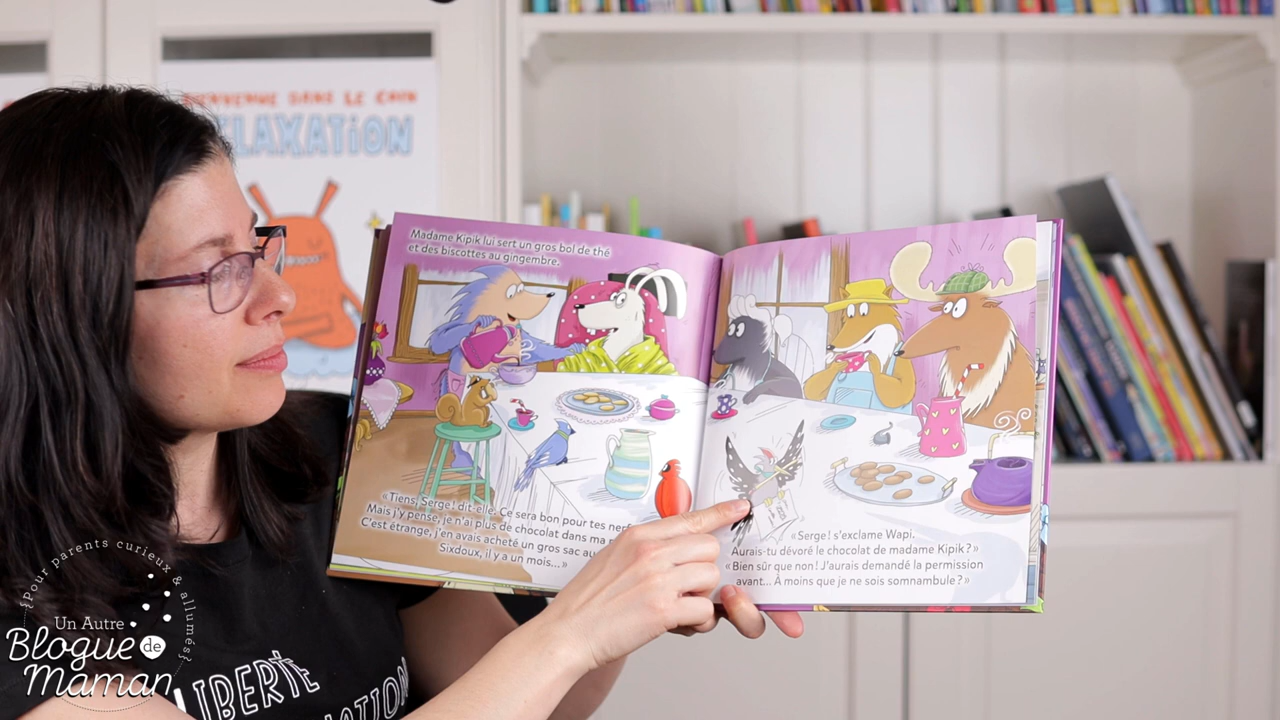 BIENVENUE DANS LE COIN
RELAXATION
Madame Kipik lui sert un gros bol de thé
et des biscottes au gingembre.
«Tiens, Serge! dit-elle. Ce sera bon pour tes
Mais j'y pense, je n'ai plus de chocolat dans ma
C'est étrange, j'en avais acheté un gros sac au
Sixdoux, il y a un mois...»
«Serge! s'exclame Wapi.
Aurais-tu dévoré le chocolat de madame Kipik?»
«Bien sûr que non! J'aurais demandé la permission
avant... À moins que je ne sois somnambule?»
{Pour parents curieux & allumés}
Un Autre
Blogue de
Maman
LIBERTÉ